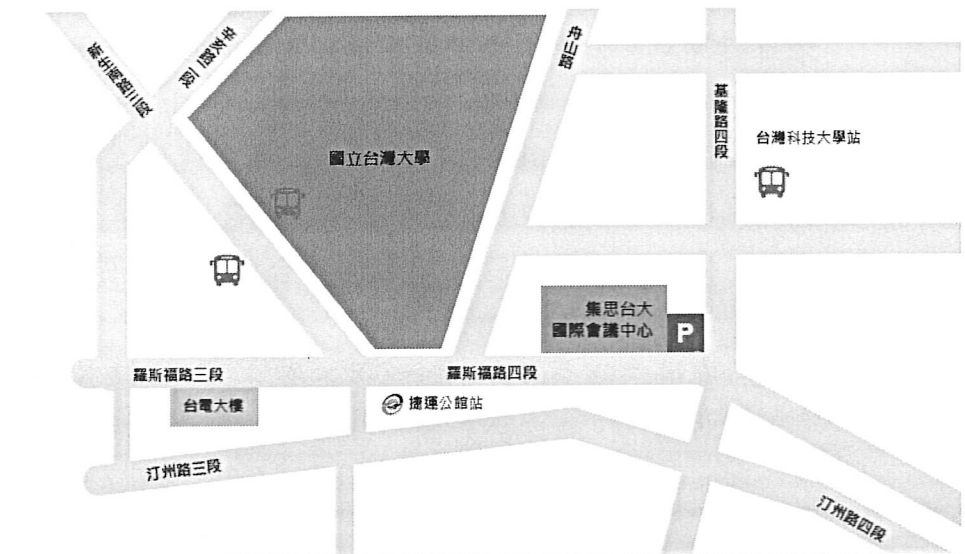 新生南路三段
辛亥路一段
舟山路
基隆路四段
台灣科技大學站
國立台灣大學
集思台大
國際會議中心
P
羅斯福路三段
羅斯福路四段
台電大樓
捷運公館站
汀州路三段
汀州路四段